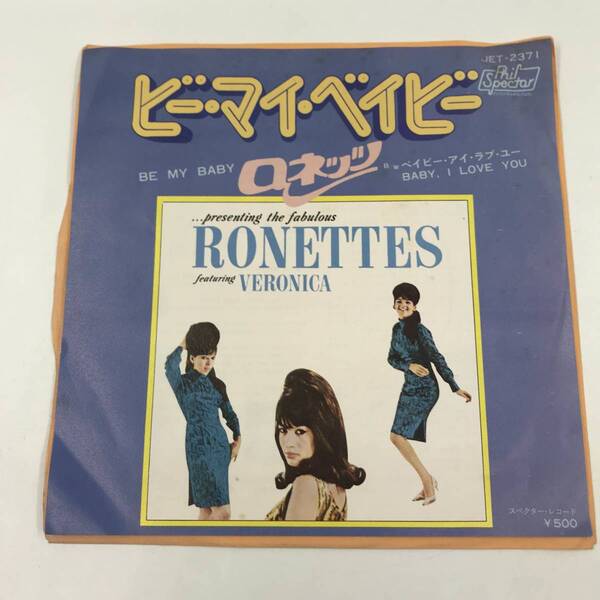 JET-2371
Phil
Spector
ビー・マイ・ベイビー
BE MY BABY
ロネッツ
B/W ベイビー・アイ・ラブ・ユー
BABY, I LOVE YOU
...presenting the fabulous
RONETTES
featuring VERONICA
スペクター・レコード
¥500